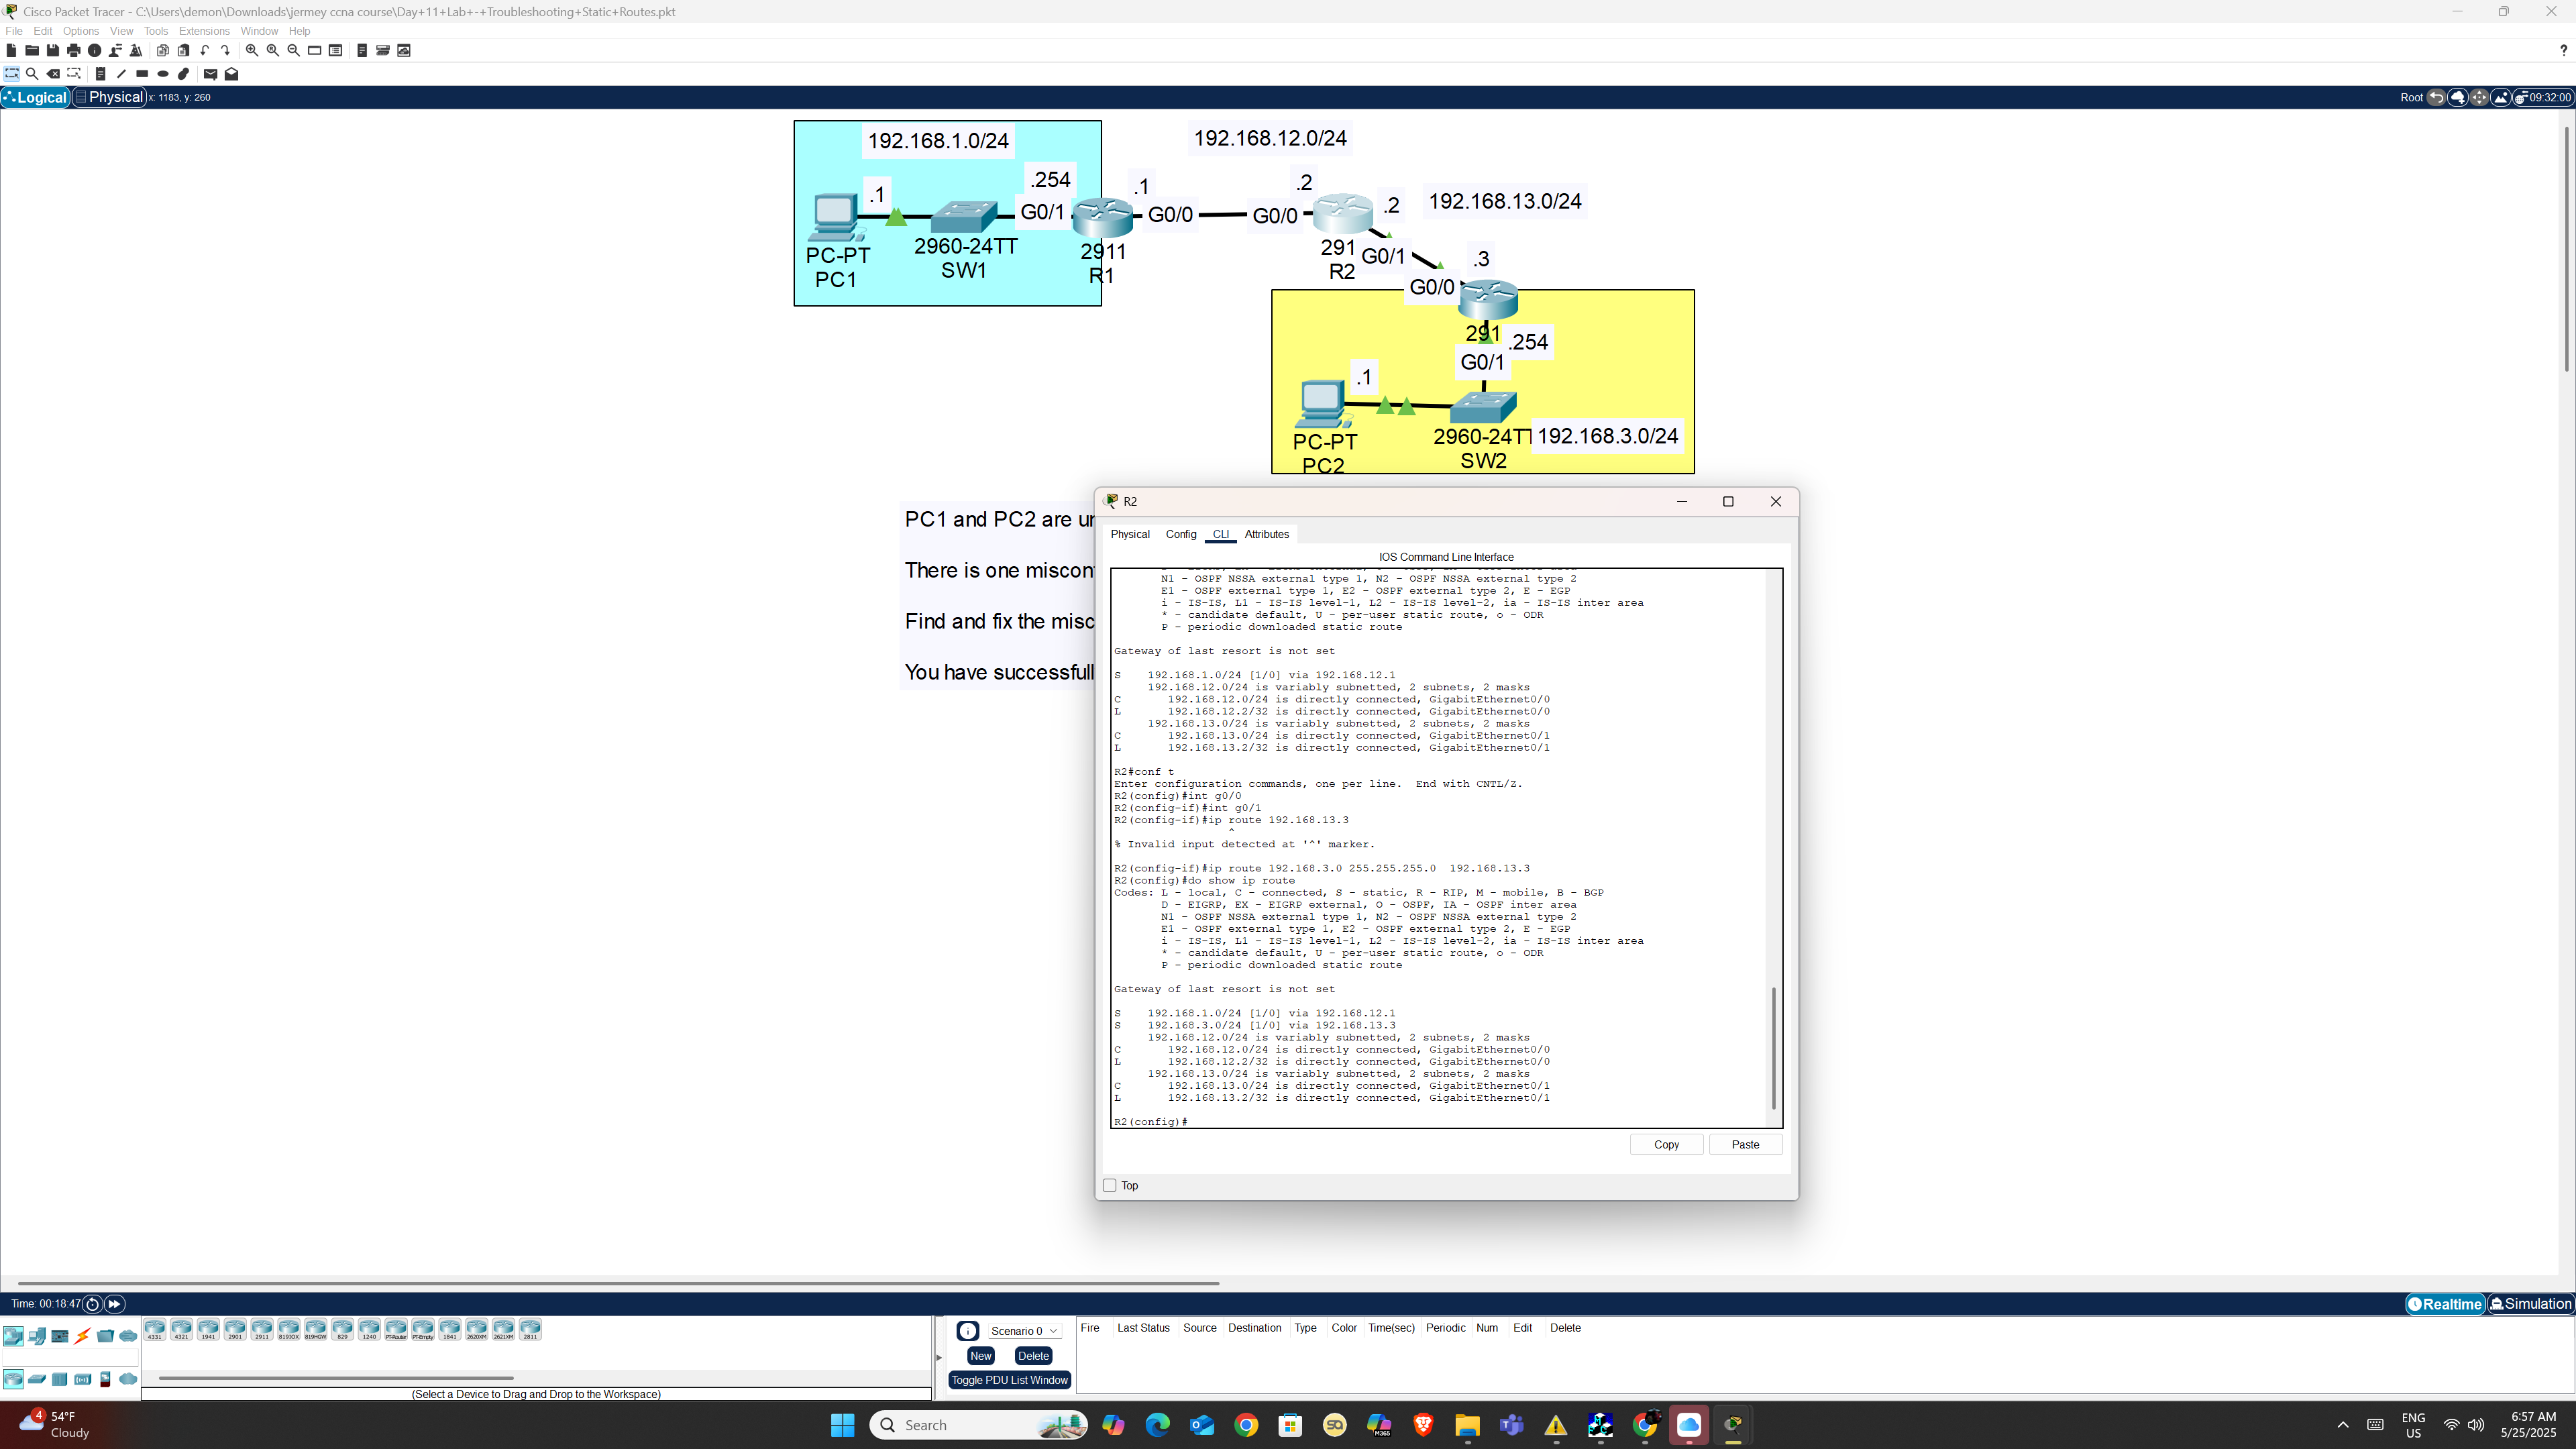 Cisco Packet Tracer - C:\Users\demon\Downloads\jermey ccna course\Day+11+Lab+-+Troubleshooting+Static+Routes.pkt
File Edit Options View Tools Extensions Window Help
?
Logical Physical x: 1183, y: 260
Root 09:32:00
192.168.1.0/24
192.168.12.0/24
.254
.1
.2
.1
.2
192.168.13.0/24
G0/1
G0/0
G0/0
PC-PT
PC1
2960-24TT
SW1
2911
R1
291
R2
G0/1
.3
G0/0
291
.254
G0/1
.1
PC-PT
PC2
2960-24TT
SW2
192.168.3.0/24
PC1 and PC2 are
There is one
Find and fix the
You have
R2
Physical Config CLI Attributes
IOS Command Line Interface
N1 - OSPF NSSA external type 1, N2 - OSPF NSSA external type 2
E1 - OSPF external type 1, E2 - OSPF external type 2, E - EGP
i - IS-IS, L1 - IS-IS level-1, L2 - IS-IS level-2, ia - IS-IS inter area
* - candidate default, U - per-user static route, o - ODR
P - periodic downloaded static route
Gateway of last resort is not set
S 192.168.1.0/24 [1/0] via 192.168.12.1
192.168.12.0/24 is variably subnetted, 2 subnets, 2 masks
C 192.168.12.0/24 is directly connected, GigabitEthernet0/0
L 192.168.12.2/32 is directly connected, GigabitEthernet0/0
192.168.13.0/24 is variably subnetted, 2 subnets, 2 masks
C 192.168.13.0/24 is directly connected, GigabitEthernet0/1
L 192.168.13.2/32 is directly connected, GigabitEthernet0/1
R2#conf t
Enter configuration commands, one per line. End with CNTL/Z.
R2(config)#int g0/0
R2(config-if)#int g0/1
R2(config-if)#ip route 192.168.13.3
^
% Invalid input detected at '^' marker.
R2(config-if)#ip route 192.168.3.0 255.255.255.0 192.168.13.3
R2(config)#do show ip route
Codes: L - local, C - connected, S - static, R - RIP, M - mobile, B - BGP
D - EIGRP, EX - EIGRP external, O - OSPF, IA - OSPF inter area
N1 - OSPF NSSA external type 1, N2 - OSPF NSSA external type 2
E1 - OSPF external type 1, E2 - OSPF external type 2, E - EGP
i - IS-IS, L1 - IS-IS level-1, L2 - IS-IS level-2, ia - IS-IS inter area
* - candidate default, U - per-user static route, o - ODR
P - periodic downloaded static route
Gateway of last resort is not set
S 192.168.1.0/24 [1/0] via 192.168.12.1
S 192.168.3.0/24 [1/0] via 192.168.13.3
192.168.12.0/24 is variably subnetted, 2 subnets, 2 masks
C 192.168.12.0/24 is directly connected, GigabitEthernet0/0
L 192.168.12.2/32 is directly connected, GigabitEthernet0/0
192.168.13.0/24 is variably subnetted, 2 subnets, 2 masks
C 192.168.13.0/24 is directly connected, GigabitEthernet0/1
L 192.168.13.2/32 is directly connected, GigabitEthernet0/1
R2(config)#
Copy Paste
Top
Time: 00:18:47
Realtime Simulation
4331 4321 1941 2901 2911 819IOX 819HGW 829 1240 PT-Router PT-Empty 1841 2620XM 2621XM 2811
(Select a Device to Drag and Drop to the Workspace)
Scenario 0
New Delete
Toggle PDU List Window
Fire Last Status Source Destination Type Color Time(sec) Periodic Num Edit Delete
4
54°F
Cloudy
Search
M365
ENG
US
6:57 AM
5/25/2025